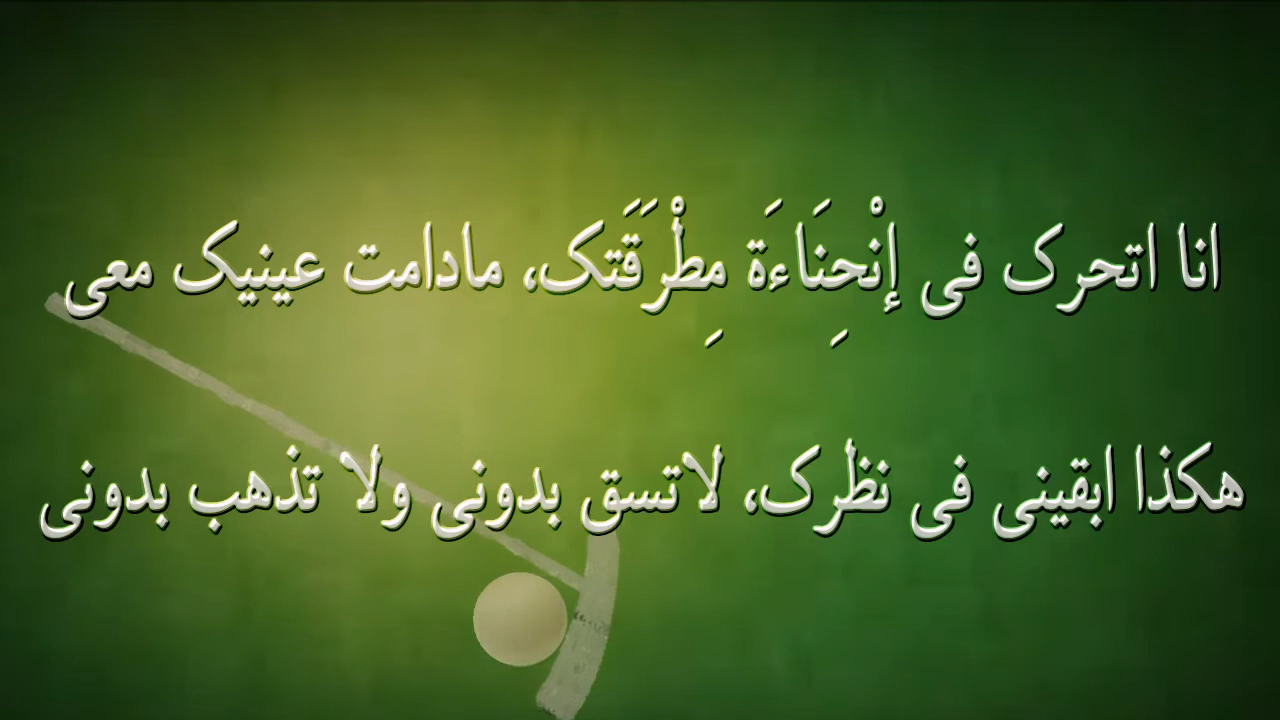 انا اتحرک فی إنْحِنَاءَة مِطْرَقَتک، مادامت عینیک معی
هکذا ابقینی فی نظرک، لاتسق بدونی ولا تذهب بدونی